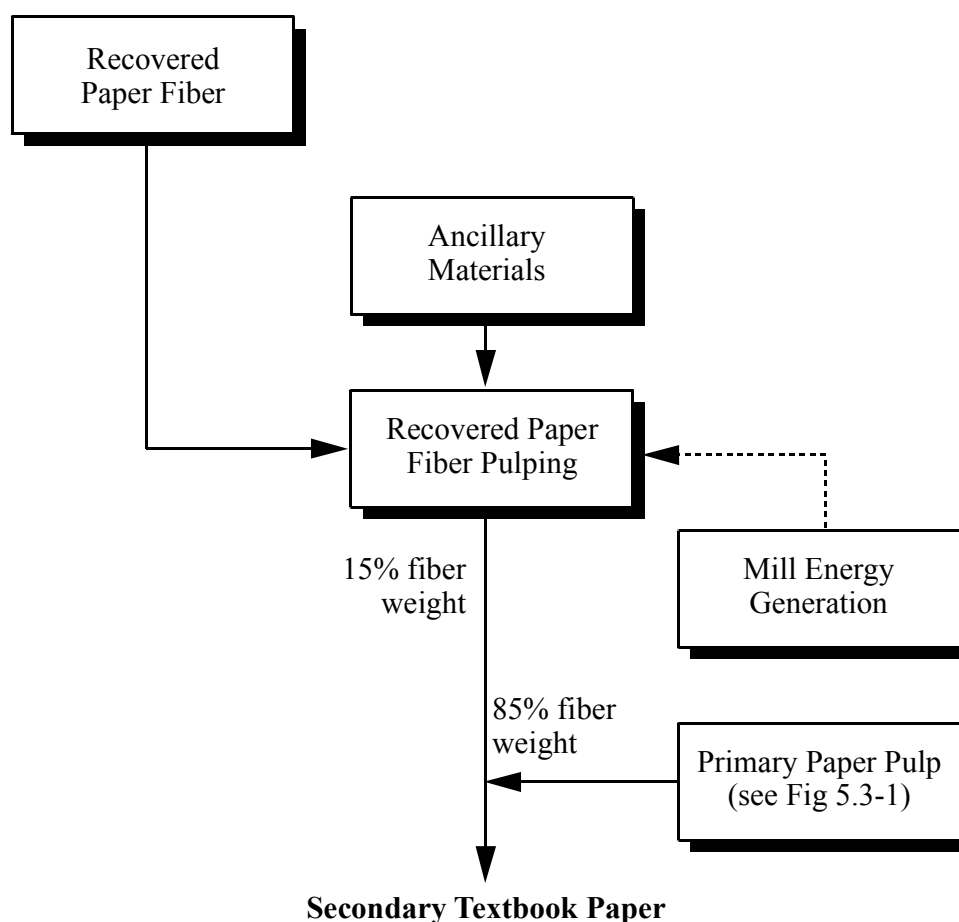 Recovered
Paper Fiber
Ancillary
Materials
Recovered Paper
Fiber Pulping
15% fiber
weight
Mill Energy
Generation
85% fiber
weight
Primary Paper Pulp
(see Fig 5.3-1)
Secondary Textbook Paper